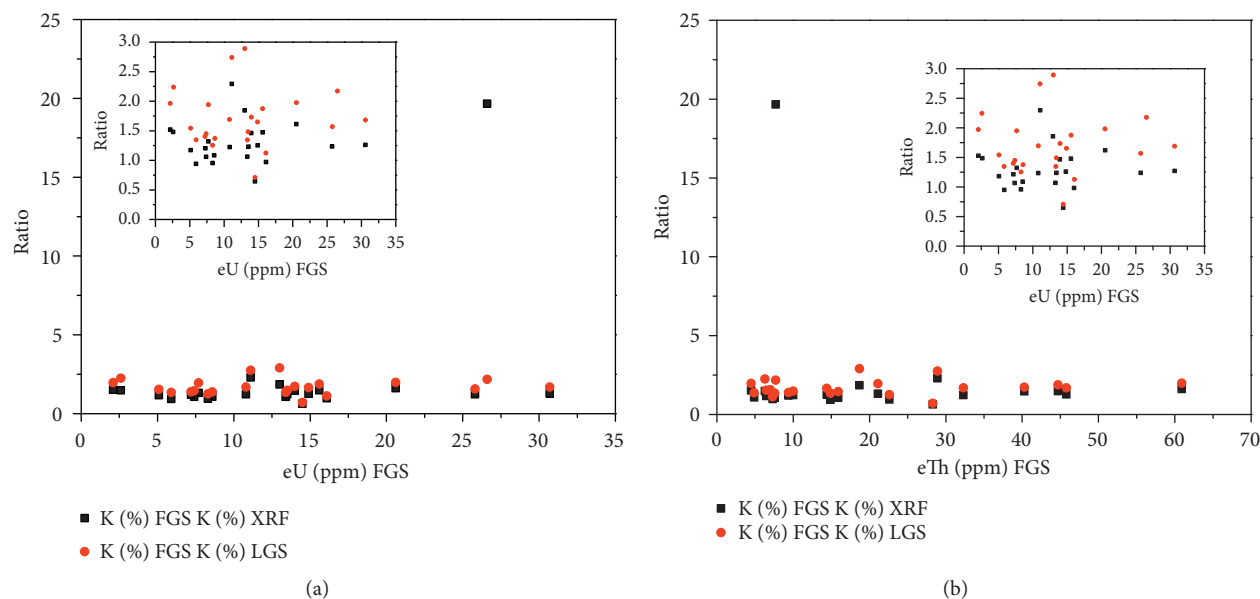 25
20
15
10
5
0
Ratio
0 5 10 15 20 25 30 35
eU (ppm) FGS
3.0
2.5
2.0
1.5
1.0
0.5
0.0
Ratio
0 5 10 15 20 25 30 35
eU (ppm) FGS
K (%) FGS K (%) XRF
K (%) FGS K (%) LGS
(a)
25
20
15
10
5
0
Ratio
0 10 20 30 40 50 60 70
eTh (ppm) FGS
3.0
2.5
2.0
1.5
1.0
0.5
0.0
Ratio
0 5 10 15 20 25 30 35
eU (ppm) FGS
K (%) FGS K (%) XRF
K (%) FGS K (%) LGS
(b)